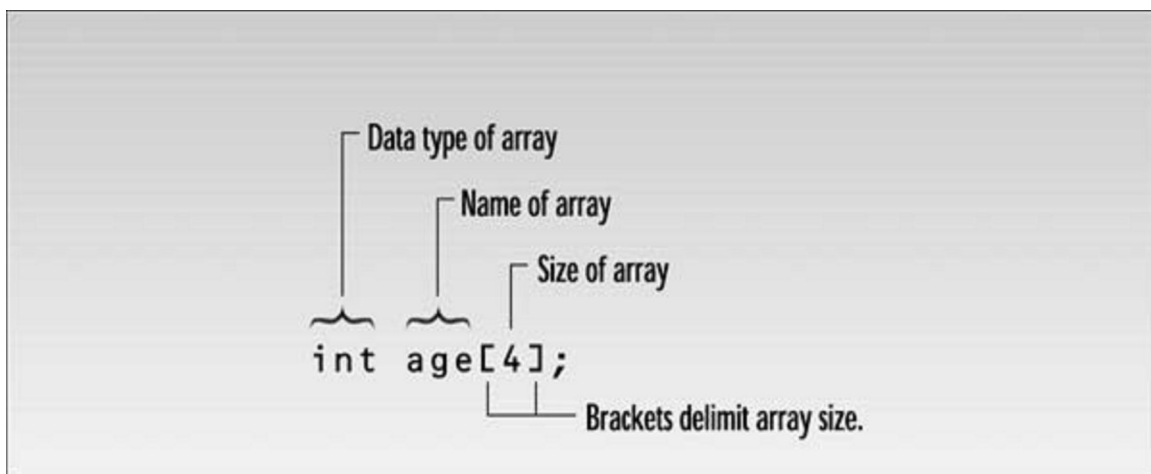 Data type of array
Name of array
Size of array
int age[4];
Brackets delimit array size.